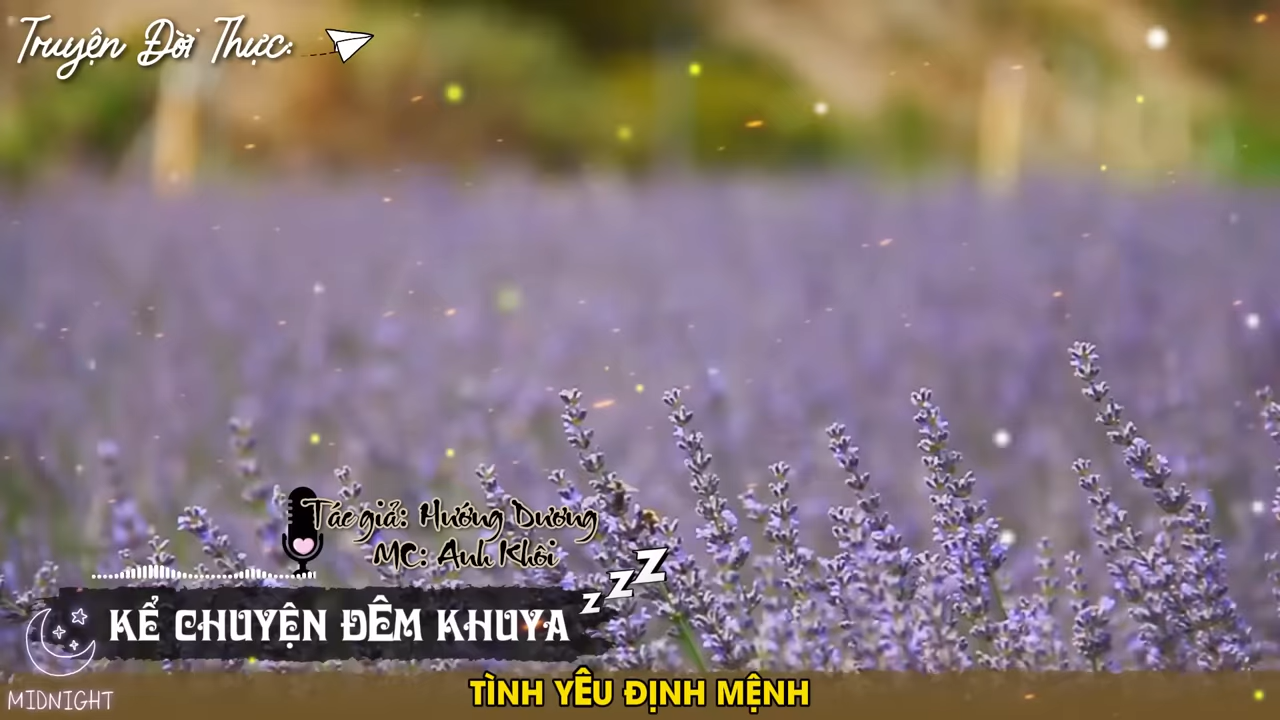 Truyện Đời Thực:
Tác giả: Hướng Dương
MC: Anh Khôi
zzZ
KỂ CHUYỆN ĐÊM KHUYA
MIDNIGHT
TÌNH YÊU ĐỊNH MỆNH